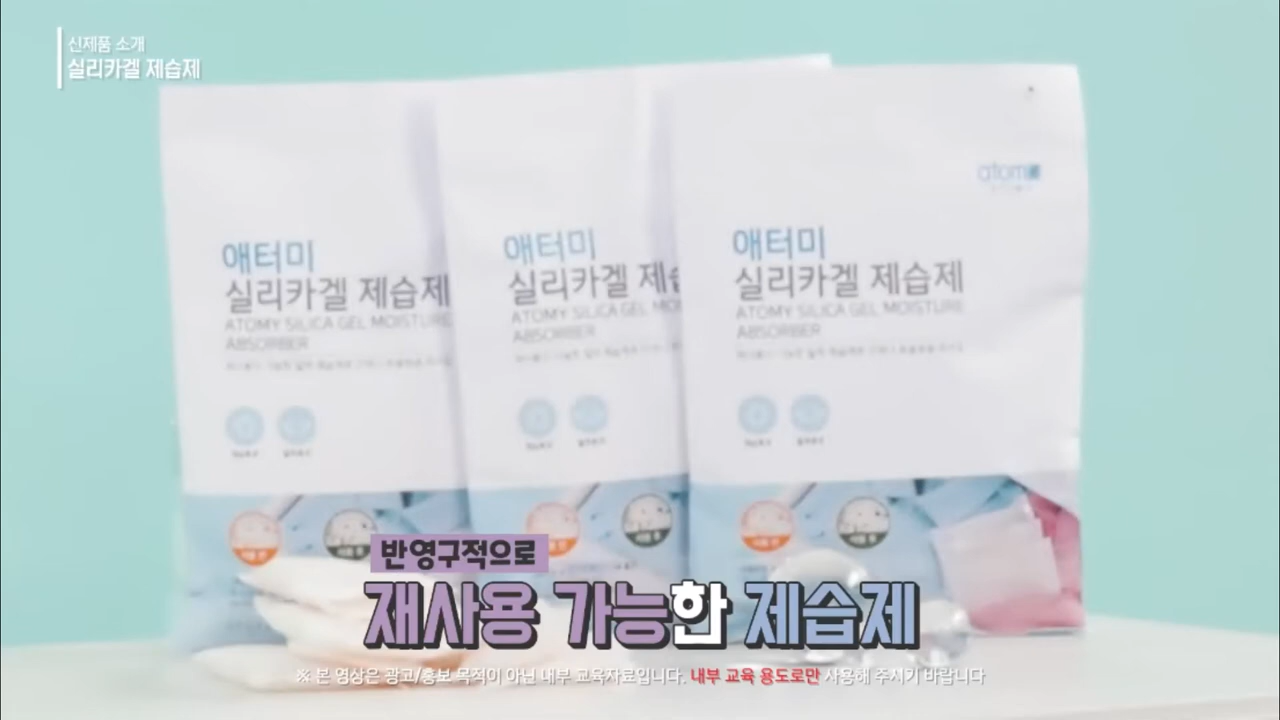 신제품 소개
실리카겔 제습제
atom
애터미
실리카겔 제습제
ATOMY SILICA GEL MOISTURE
ABSORBER
애터미
실리카겔 제습
ATOMY SILICA GEL MOISTURE
ABSORBER
애터미
실리카겔 제습제
ATOMY SILICA GEL MOISTURE
ABSORBER
반영구적으로
재사용 가능한 제습제
※ 본 영상은 광고/홍보 목적이 아닌 내부 교육자료입니다. 내부 교육 용도로만 사용해 주시기 바랍니다